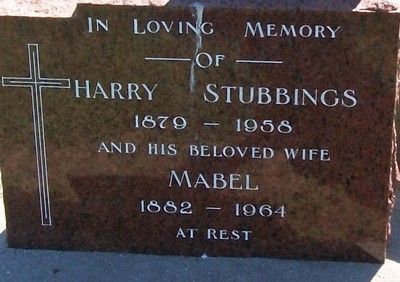 IN LOVING MEMORY
OF
HARRY STUBBINGS
1879 - 1958
AND HIS BELOVED WIFE
MABEL
1882 - 1964
AT REST